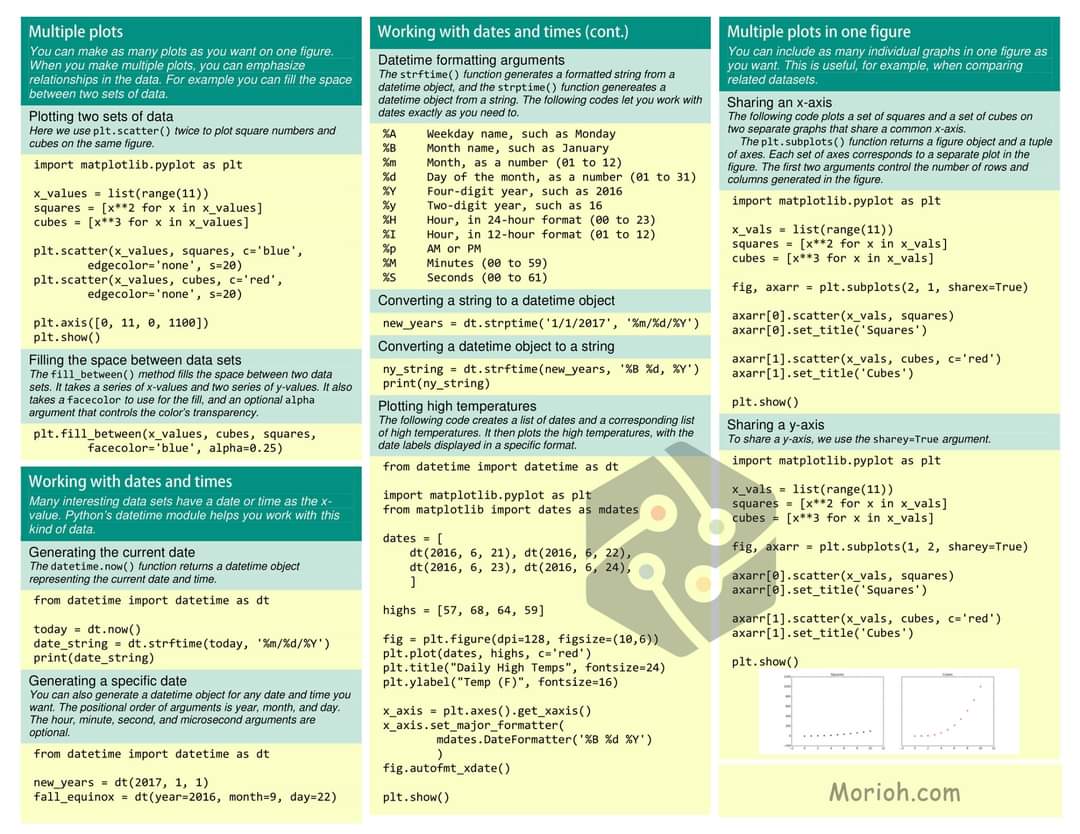 Multiple plots
You can make as many plots as you want on one figure.
When you make multiple plots, you can emphasize
relationships in the data. For example you can fill the space
between two sets of data.
Plotting two sets of data
Here we use plt.scatter() twice to plot square numbers and
cubes on the same figure.
import matplotlib.pyplot as plt
x_values = list(range(11))
squares = [x**2 for x in x_values]
cubes = [x**3 for x in x_values]
plt.scatter(x_values, squares, c='blue',
edgecolor='none', s=20)
plt.scatter(x_values, cubes, c='red',
edgecolor='none', s=20)
plt.axis([0, 11, 0, 1100])
plt.show()
Filling the space between data sets
The fill_between() method fills the space between two data
sets. It takes a series of x-values and two series of y-values. It also
takes a facecolor to use for the fill, and an optional alpha
argument that controls the color's transparency.
plt.fill_between(x_values, cubes, squares,
facecolor='blue', alpha=0.25)
Working with dates and times
Many interesting data sets have a date or time as the x-
value. Python's datetime module helps you work with this
kind of data.
Generating the current date
The datetime.now() function returns a datetime object
representing the current date and time.
from datetime import datetime as dt
today = dt.now()
date_string = dt.strftime(today, '%m/%d/%Y')
print(date_string)
Generating a specific date
You can also generate a datetime object for any date and time you
want. The positional order of arguments is year, month, and day.
The hour, minute, second, and microsecond arguments are
optional.
from datetime import datetime as dt
new_years = dt(2017, 1, 1)
fall_equinox = dt(year=2016, month=9, day=22)
Working with dates and times (cont.)
Datetime formatting arguments
The strftime() function generates a formatted string from a
datetime object, and the strptime() function genereates a
datetime object from a string. The following codes let you work with
dates exactly as you need to.
%A Weekday name, such as Monday
%B Month name, such as January
%m Month, as a number (01 to 12)
%d Day of the month, as a number (01 to 31)
%Y Four-digit year, such as 2016
%y Two-digit year, such as 16
%H Hour, in 24-hour format (00 to 23)
%I Hour, in 12-hour format (01 to 12)
%p AM or PM
%M Minutes (00 to 59)
%S Seconds (00 to 61)
Converting a string to a datetime object
new_years = dt.strptime('1/1/2017', '%m/%d/%Y')
Converting a datetime object to a string
ny_string = dt.strftime(new_years, '%B %d, %Y')
print(ny_string)
Plotting high temperatures
The following code creates a list of dates and a corresponding list
of high temperatures. It then plots the high temperatures, with the
date labels displayed in a specific format.
from datetime import datetime as dt
import matplotlib.pyplot as plt
from matplotlib import dates as mdates
dates = [
dt(2016, 6, 21), dt(2016, 6, 22),
dt(2016, 6, 23), dt(2016, 6, 24),
]
highs = [57, 68, 64, 59]
fig = plt.figure(dpi=128, figsize=(10,6))
plt.plot(dates, highs, c='red')
plt.title("Daily High Temps", fontsize=24)
plt.ylabel("Temp (F)", fontsize=16)
x_axis = plt.axes().get_xaxis()
x_axis.set_major_formatter(
mdates.DateFormatter('%B %d %Y')
)
fig.autofmt_xdate()
plt.show()
Multiple plots in one figure
You can include as many individual graphs in one figure as
you want. This is useful, for example, when comparing
related datasets.
Sharing an x-axis
The following code plots a set of squares and a set of cubes on
two separate graphs that share a common x-axis.
The plt.subplots() function returns a figure object and a tuple
of axes. Each set of axes corresponds to a separate plot in the
figure. The first two arguments control the number of rows and
columns generated in the figure.
import matplotlib.pyplot as plt
x_vals = list(range(11))
squares = [x**2 for x in x_vals]
cubes = [x**3 for x in x_vals]
fig, axarr = plt.subplots(2, 1, sharex=True)
axarr[0].scatter(x_vals, squares)
axarr[0].set_title('Squares')
axarr[1].scatter(x_vals, cubes, c='red')
axarr[1].set_title('Cubes')
plt.show()
Sharing a y-axis
To share a y-axis, we use the sharey=True argument.
import matplotlib.pyplot as plt
x_vals = list(range(11))
squares = [x**2 for x in x_vals]
cubes = [x**3 for x in x_vals]
fig, axarr = plt.subplots(1, 2, sharey=True)
axarr[0].scatter(x_vals, squares)
axarr[0].set_title('Squares')
axarr[1].scatter(x_vals, cubes, c='red')
axarr[1].set_title('Cubes')
plt.show()
Squares Cubes
Morioh.com